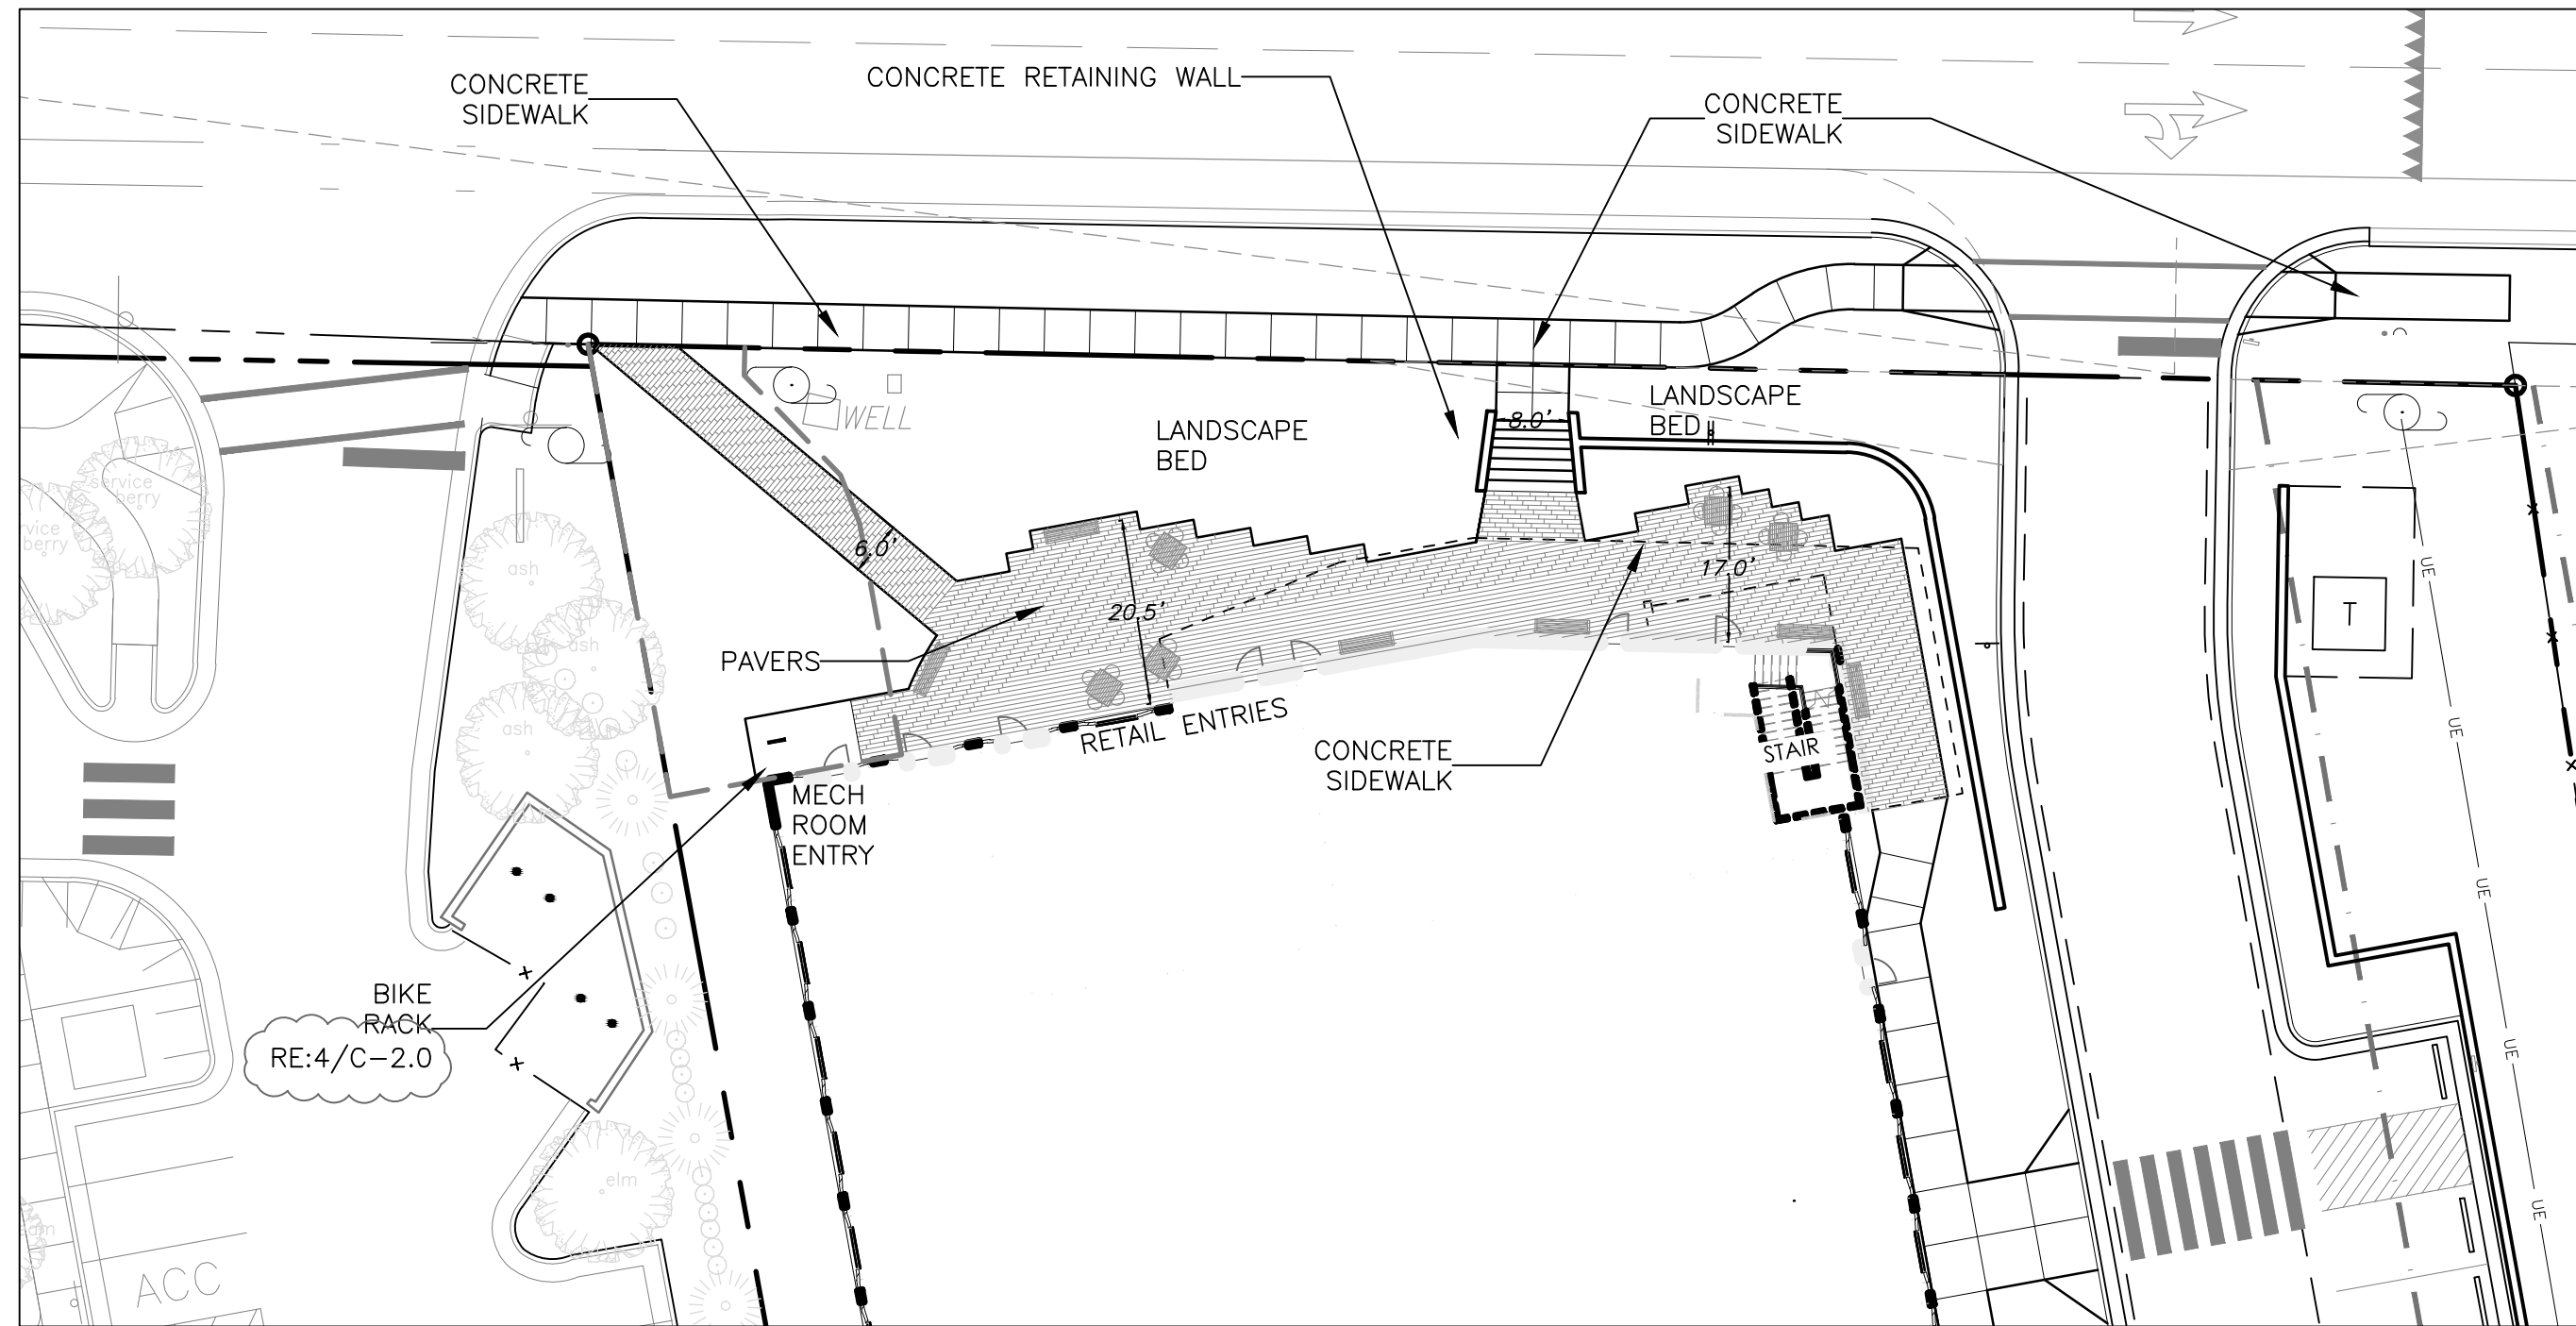 CONCRETE
SIDEWALK
CONCRETE RETAINING WALL
CONCRETE
SIDEWALK
WELL
LANDSCAPE
BED
LANDSCAPE
BED
8.0'
service
berry
service
berry
ash
ash
ash
6.0'
20.5'
17.0'
PAVERS
RETAIL ENTRIES
CONCRETE
SIDEWALK
STAIR
MECH
ROOM
ENTRY
BIKE
RACK
RE:4/C-2.0
elm
ACC
T
UE
UE
UE
UE
UE